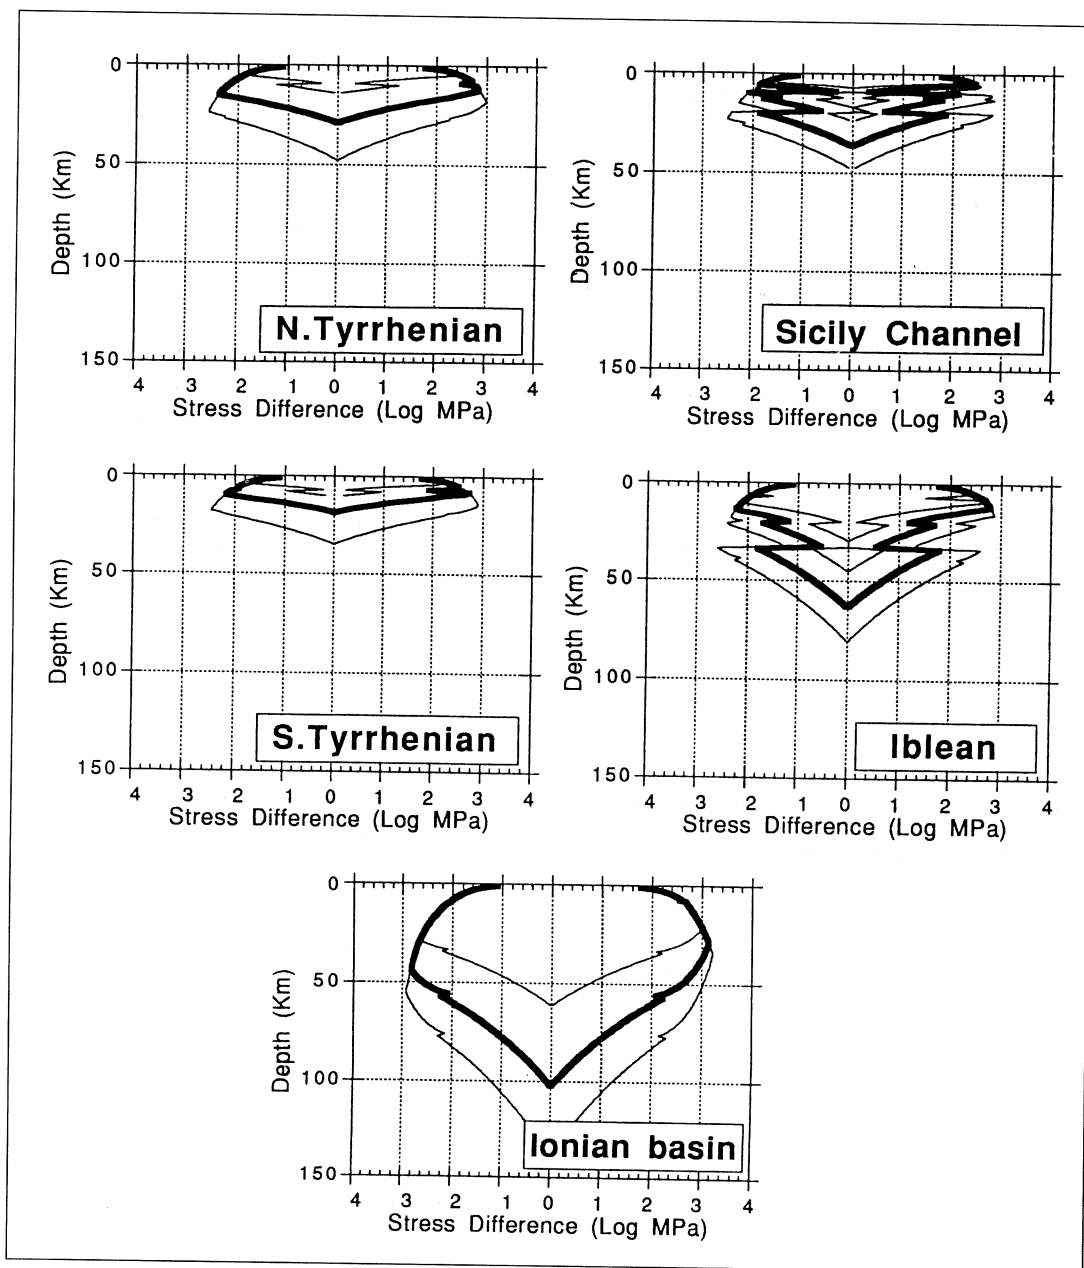 0
50
100
150
Depth (Km)
N.Tyrrhenian
4 3 2 1 0 1 2 3 4
Stress Difference (Log MPa)
0
50
100
150
Depth (Km)
Sicily Channel
4 3 2 1 0 1 2 3 4
Stress Difference (Log MPa)
0
50
100
150
Depth (Km)
S.Tyrrhenian
4 3 2 1 0 1 2 3 4
Stress Difference (Log MPa)
0
50
100
150
Depth (Km)
Iblean
4 3 2 1 0 1 2 3 4
Stress Difference (Log MPa)
0
50
100
150
Depth (Km)
Ionian basin
4 3 2 1 0 1 2 3 4
Stress Difference (Log MPa)